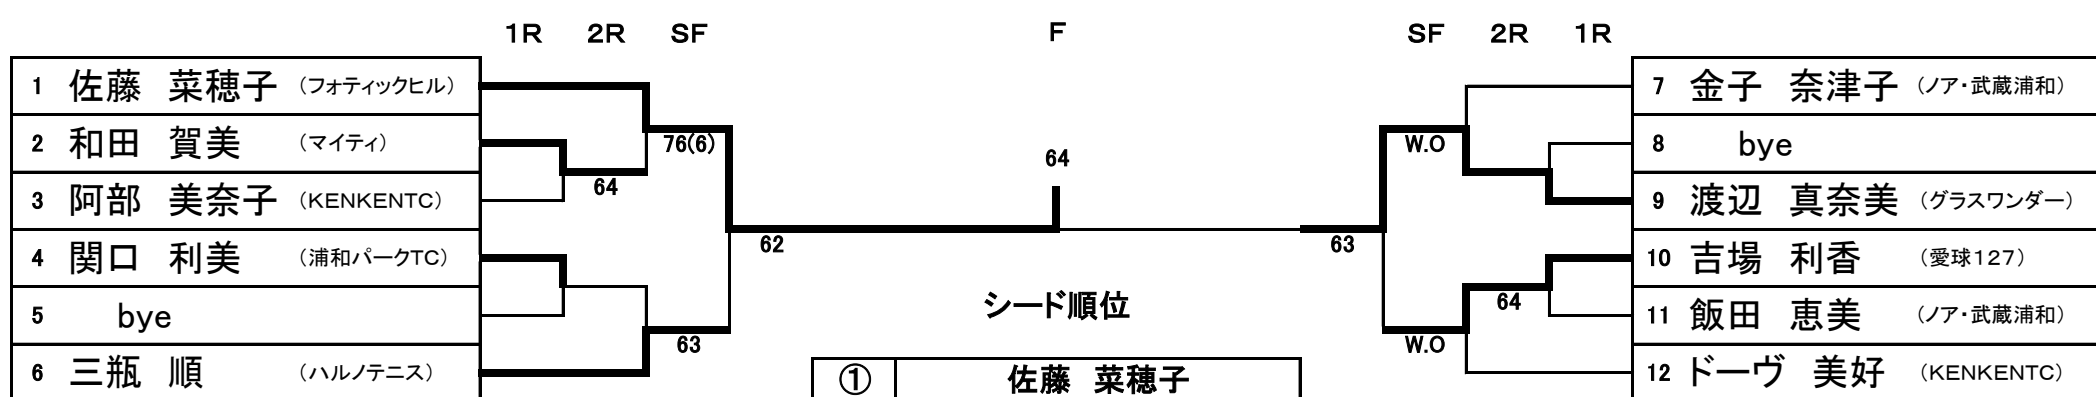 1R 2R SF F SF 2R 1R
1 佐藤 菜穂子 (フォティックヒル)
2 和田 賀美 (マイティ)
3 阿部 美奈子 (KENKENTC)
4 関口 利美 (浦和パークTC)
5 bye
6 三瓶 順 (ハルノテニス)
64
76(6)
63
62
64
63
W.O
W.O
64
シード順位
① 佐藤 菜穂子
7 金子 奈津子 (ノア・武蔵浦和)
8 bye
9 渡辺 真奈美 (グラスワンダー)
10 吉場 利香 (愛球127)
11 飯田 恵美 (ノア・武蔵浦和)
12 ドーヴ 美好 (KENKENTC)